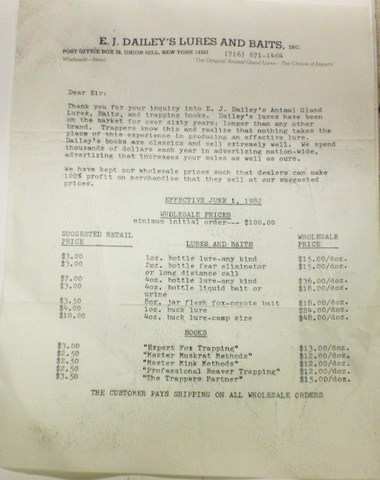 E. J. DAILEY'S LURES AND BAITS, INC.
POST OFFICE BOX 38, UNION HILL, NEW YORK 14563 (716) 671-1464
Wholesale—Retail The Original Animal Gland Lures - The Choice of Experts
Dear Sir:
Thank you for your inquiry into E. J. Dailey's Animal Gland
Lures, Baits, and trapping books. Dailey's lures have been
on the market for over sixty years; longer than any other
brand. Trappers know this and realize that nothing takes the
place of this experience in producing an effective lure.
Dailey's books are classics and sell extremely well. We spend
thousands of dollars each year in advertizing nation-wide,
advertizing that increases your sales as well as ours.
We have kept our wholesale prices such that dealers can make
100% profit on merchandise that they sell at our suggested
prices.
EFFECTIVE JUNE 1, 1982
WHOLESALE PRICES
minimum initial order--- $100.00
SUGGESTED RETAIL WHOLESALE
PRICE LURES AND BAITS PRICE
$3.00 1oz. bottle lure-any kind $15.00/doz.
$3.00 2oz. bottle fear eliminator $15.00/doz.
or long distance call
$7.00 4oz. bottle lure-any kind $36.00/doz.
$3.00 4oz. bottle liquid bait or $18.00/doz.
urine
$3.50 8oz. jar flesh fox-coyote bait $18.00/doz.
$4.00 1oz. buck lure $24.00/doz.
$10.00 4oz. buck lure-camp size $48.00/doz.
BOOKS
$3.00 "Expert Fox Trapping" $13.00/doz.
$2.50 "Master Muskrat Methods" $12.00/doz.
$2.50 "Master Mink Methods" $12.00/doz.
$2.50 "Professional Beaver Trapping" $12.00/doz.
$3.50 "The Trappers Partner" $15.00/doz.
THE CUSTOMER PAYS SHIPPING ON ALL WHOLESALE ORDERS